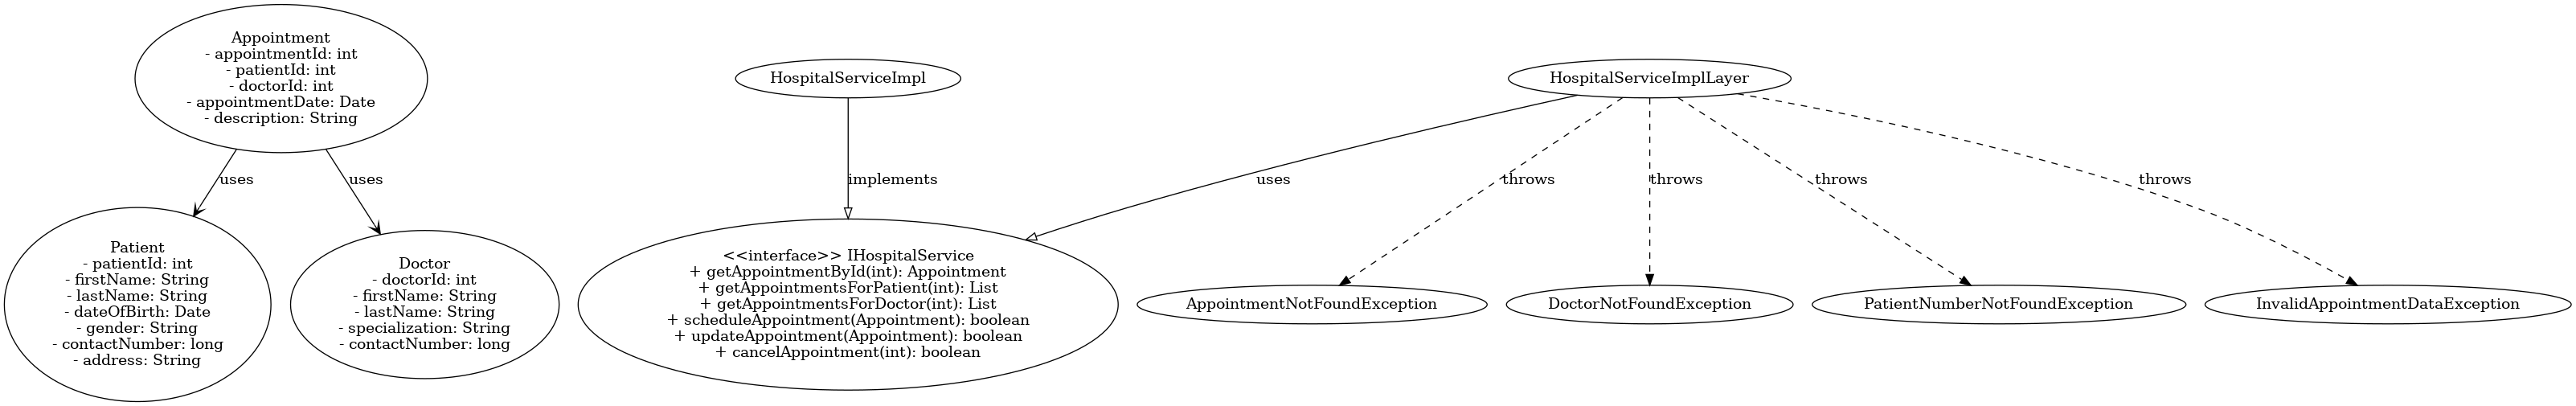 Appointment
- appointmentId: int
- patientId: int
- doctorId: int
- appointmentDate: Date
- description: String
HospitalServiceImpl
HospitalServiceImplLayer
uses
uses
implements
uses
throws
throws
throws
throws
Patient
- patientId: int
- firstName: String
- lastName: String
- dateOfBirth: Date
- gender: String
- contactNumber: long
- address: String
Doctor
- doctorId: int
- firstName: String
- lastName: String
- specialization: String
- contactNumber: long
<<interface>> IHospitalService
+ getAppointmentById(int): Appointment
+ getAppointmentsForPatient(int): List
+ getAppointmentsForDoctor(int): List
+ scheduleAppointment(Appointment): boolean
+ updateAppointment(Appointment): boolean
+ cancelAppointment(int): boolean
AppointmentNotFoundException
DoctorNotFoundException
PatientNumberNotFoundException
InvalidAppointmentDataException